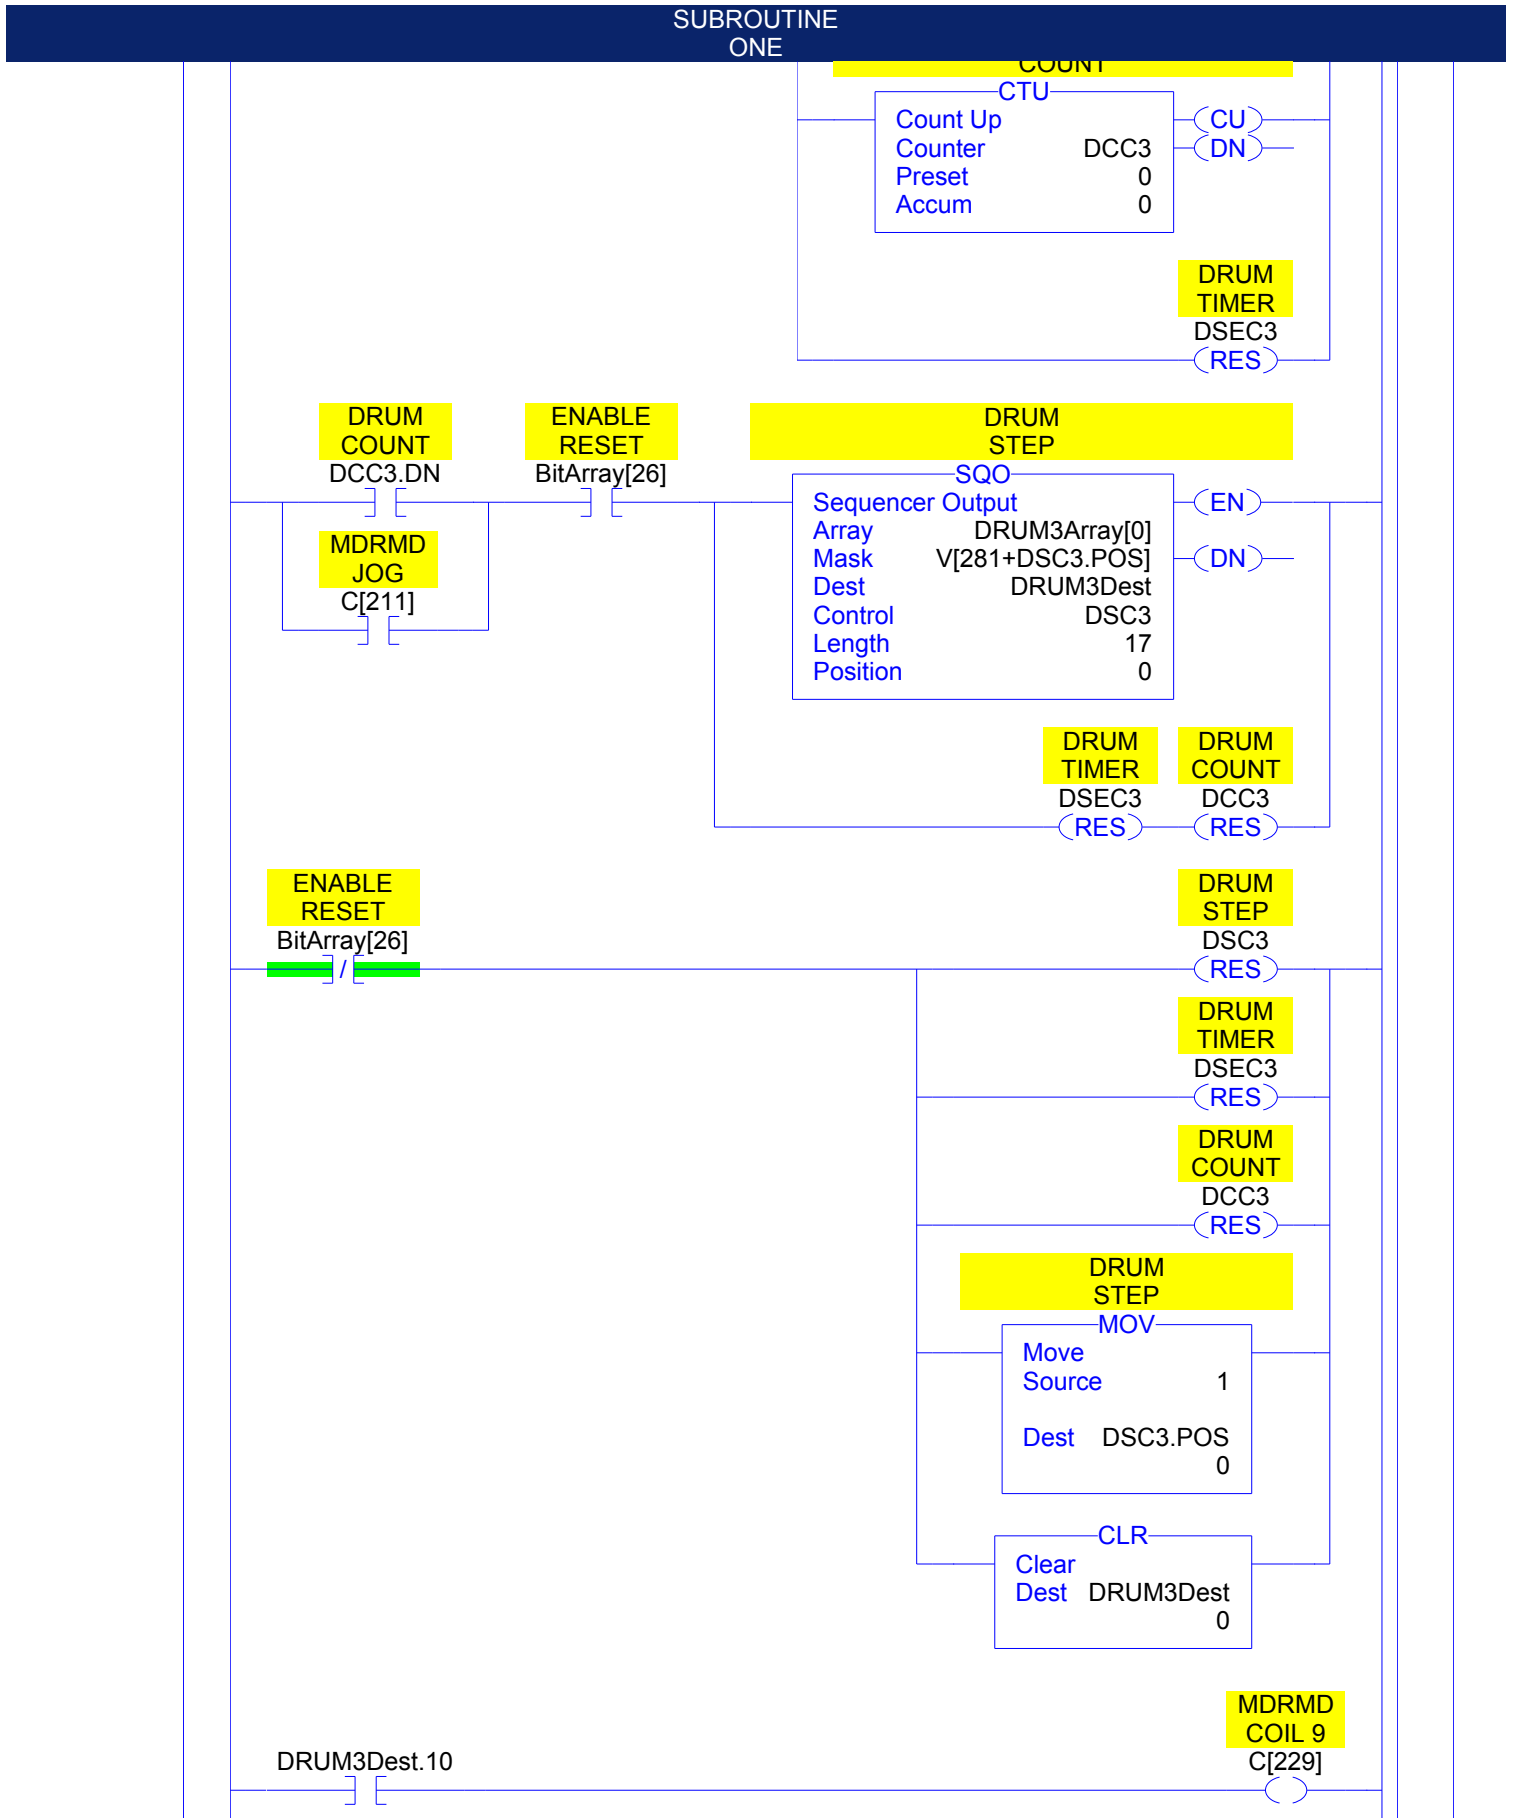 SUBROUTINE
ONE
COUNT
CTU
Count Up
Counter DCC3
Preset 0
Accum 0
CU
DN
DRUM
TIMER
DSEC3
RES
DRUM
COUNT
DCC3.DN
MDRMD
JOG
C[211]
ENABLE
RESET
BitArray[26]
DRUM
STEP
SQO
Sequencer Output
Array DRUM3Array[0]
Mask V[281+DSC3.POS]
Dest DRUM3Dest
Control DSC3
Length 17
Position 0
EN
DN
DRUM
TIMER
DSEC3
RES
DRUM
COUNT
DCC3
RES
ENABLE
RESET
BitArray[26]
/
DRUM
STEP
DSC3
RES
DRUM
TIMER
DSEC3
RES
DRUM
COUNT
DCC3
RES
DRUM
STEP
MOV
Move
Source 1
Dest DSC3.POS
0
CLR
Clear
Dest DRUM3Dest
0
DRUM3Dest.10
MDRMD
COIL 9
C[229]